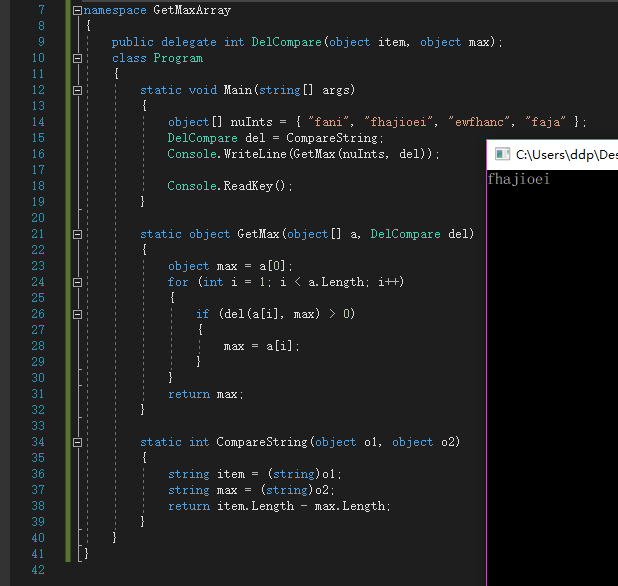 7 namespace GetMaxArray
8 {
9 public delegate int DelCompare(object item, object max);
10 class Program
11 {
12 static void Main(string[] args)
13 {
14 object[] nuInts = { "fani", "fhajioei", "ewfhanc", "faja" };
15 DelCompare del = CompareString;
16 Console.WriteLine(GetMax(nuInts, del));
17
18 Console.ReadKey();
19 }
20
21 static object GetMax(object[] a, DelCompare del)
22 {
23 object max = a[0];
24 for (int i = 1; i < a.Length; i++)
25 {
26 if (del(a[i], max) > 0)
27 {
28 max = a[i];
29 }
30 }
31 return max;
32 }
33
34 static int CompareString(object o1, object o2)
35 {
36 string item = (string)o1;
37 string max = (string)o2;
38 return item.Length - max.Length;
39 }
40 }
41 }
42
C:\Users\ddp\Des
fhajioei